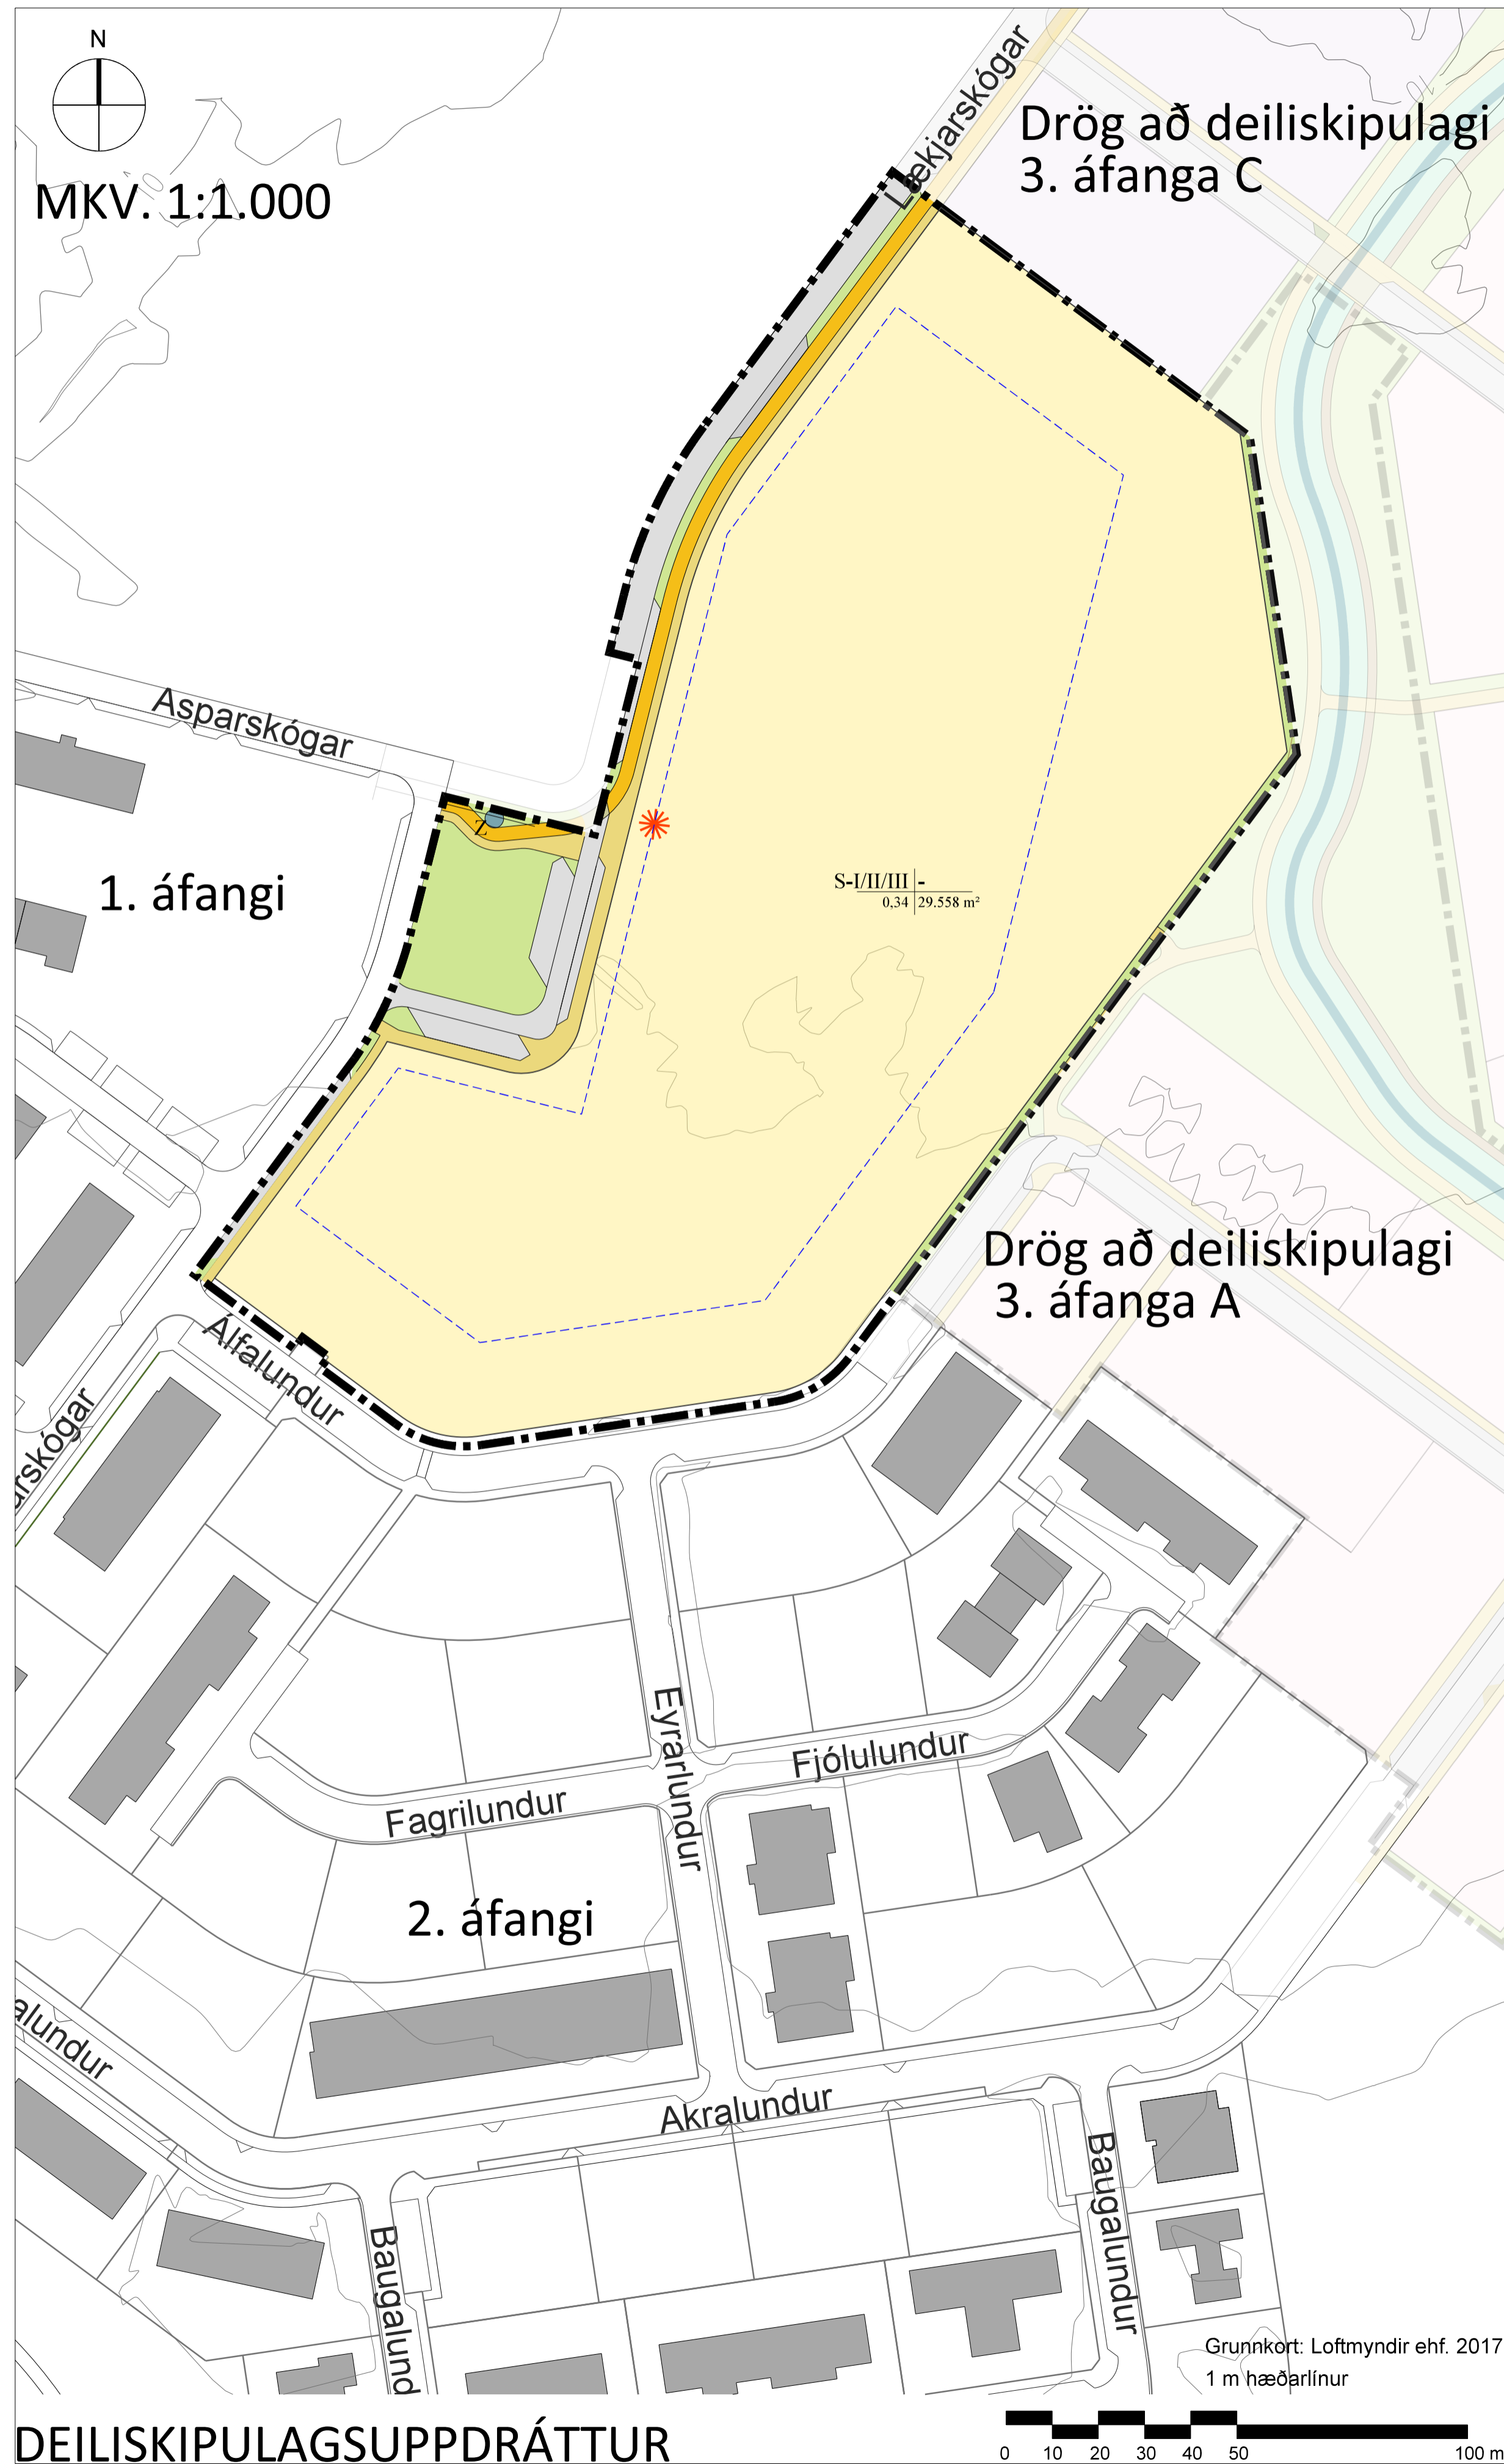 N
MKV. 1:1.000
Lækjarskógar
Drög að deiliskipulagi
3. áfanga C
Asparskógar
1. áfangi
Z
S-I/II/III -
0,34 29.558 m²
Drög að deiliskipulagi
3. áfanga A
Álfalundur
arskógar
Eyrarlundur
Fjólulundur
Fagrilundur
2. áfangi
alundur
Akralundur
Baugalundur
Baugalund
Grunnkort: Loftmyndir ehf. 2017
1 m hæðarlínur
DEILISKIPULAGSUPPDRÁTTUR
0 10 20 30 40 50 100 m